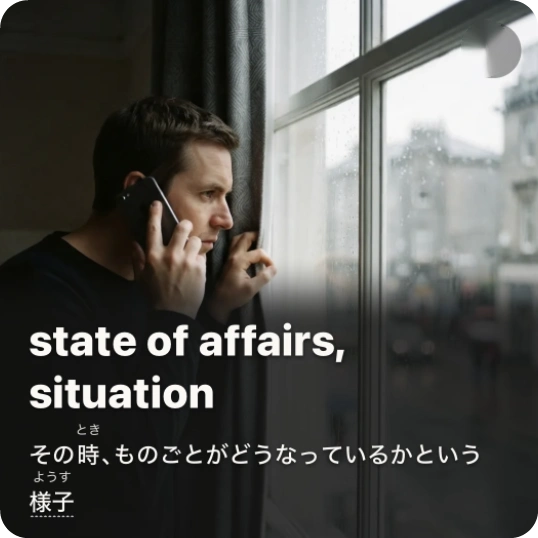 state of affairs,
situation
とき
その時、ものごとがどうなっているかという
ようす
様子